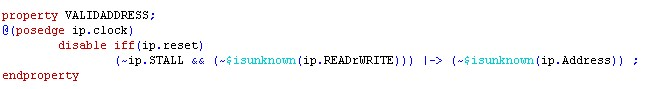 property VALIDADDRESS;
@(posedge ip.clock)
disable iff(ip.reset)
(~ip.STALL && (~$isunknown(ip.READrWRITE))) |-> (~$isunknown(ip.Address)) ;
endproperty